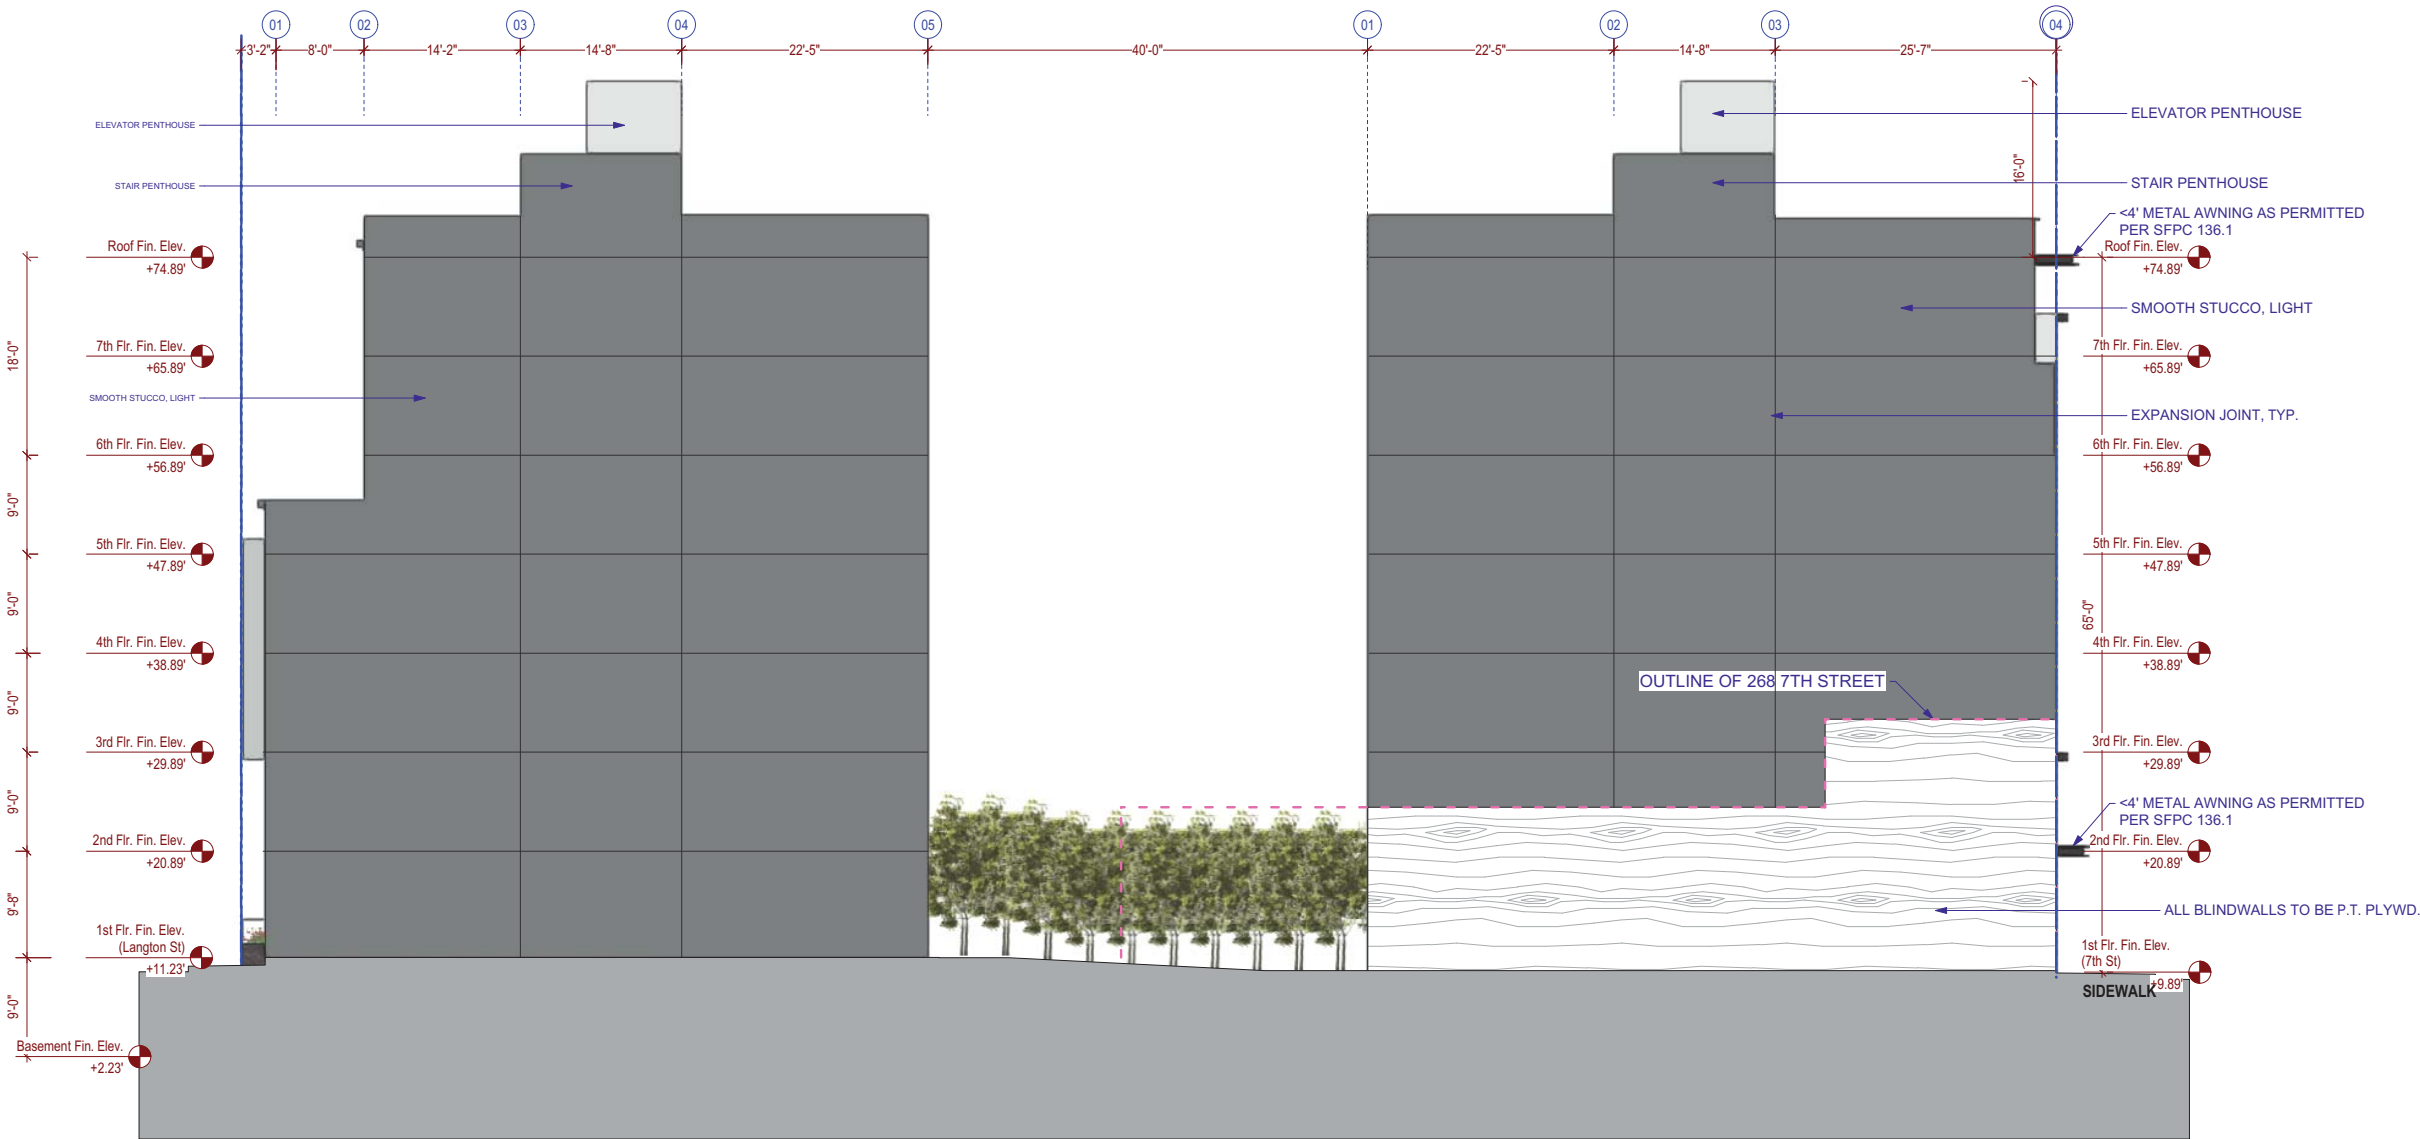 01 02 03 04 05 01 02 03 04
3'-2" 8'-0" 14'-2" 14'-8" 22'-5" 40'-0" 22'-5" 14'-8" 25'-7"
ELEVATOR PENTHOUSE
STAIR PENTHOUSE
Roof Fin. Elev.
+74.89'
7th Flr. Fin. Elev.
+65.89'
SMOOTH STUCCO, LIGHT
6th Flr. Fin. Elev.
+56.89'
5th Flr. Fin. Elev.
+47.89'
4th Flr. Fin. Elev.
+38.89'
3rd Flr. Fin. Elev.
+29.89'
2nd Flr. Fin. Elev.
+20.89'
1st Flr. Fin. Elev.
(Langton St)
+11.23'
Basement Fin. Elev.
+2.23'
18'-0"
9'-0"
9'-0"
9'-0"
9'-0"
9'-8"
9'-0"
OUTLINE OF 268 7TH STREET
16'-0"
65'-0"
ELEVATOR PENTHOUSE
STAIR PENTHOUSE
<4' METAL AWNING AS PERMITTED
PER SFPC 136.1
Roof Fin. Elev.
+74.89'
SMOOTH STUCCO, LIGHT
7th Flr. Fin. Elev.
+65.89'
EXPANSION JOINT, TYP.
6th Flr. Fin. Elev.
+56.89'
5th Flr. Fin. Elev.
+47.89'
4th Flr. Fin. Elev.
+38.89'
3rd Flr. Fin. Elev.
+29.89'
<4' METAL AWNING AS PERMITTED
PER SFPC 136.1
2nd Flr. Fin. Elev.
+20.89'
ALL BLINDWALLS TO BE P.T. PLYWD.
1st Flr. Fin. Elev.
(7th St)
+9.89'
SIDEWALK